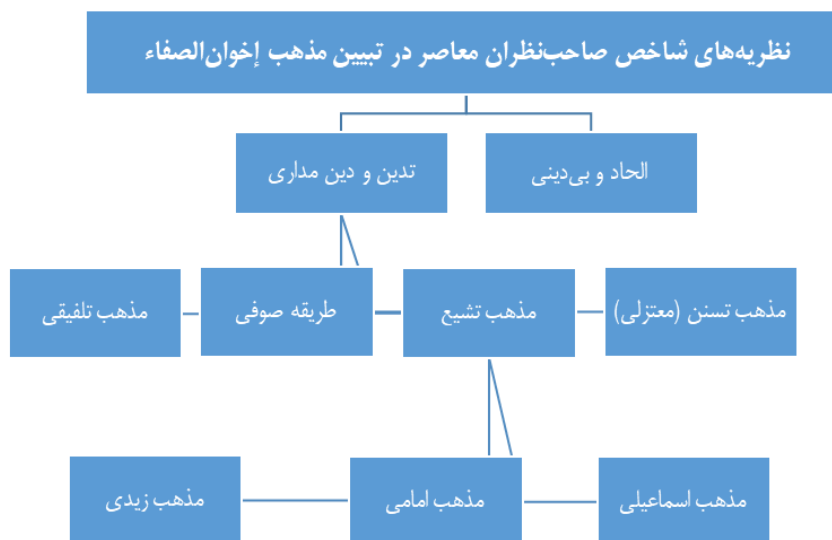 نظریه‌های شاخص صاحب‌نظران معاصر در تبیین مذهب إخوان‌الصفاء
الحاد و بی‌دینی
تدین و دین مداری
مذهب تسنن (معتزلی)
مذهب تشیع
طریقه صوفی
مذهب تلفیقی
مذهب اسماعیلی
مذهب امامی
مذهب زیدی